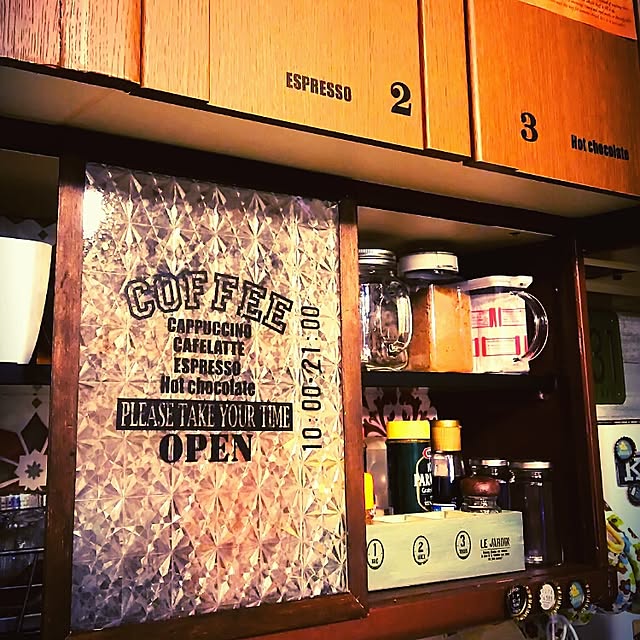 ESPRESSO 2
3 Hot chocolate
COFFEE
CAPPUCCINO
CAFELATTE
ESPRESSO
Hot chocolate
PLEASE TAKE YOUR TIME
OPEN
10:00-21:00
1
2
3
LE JARDIN